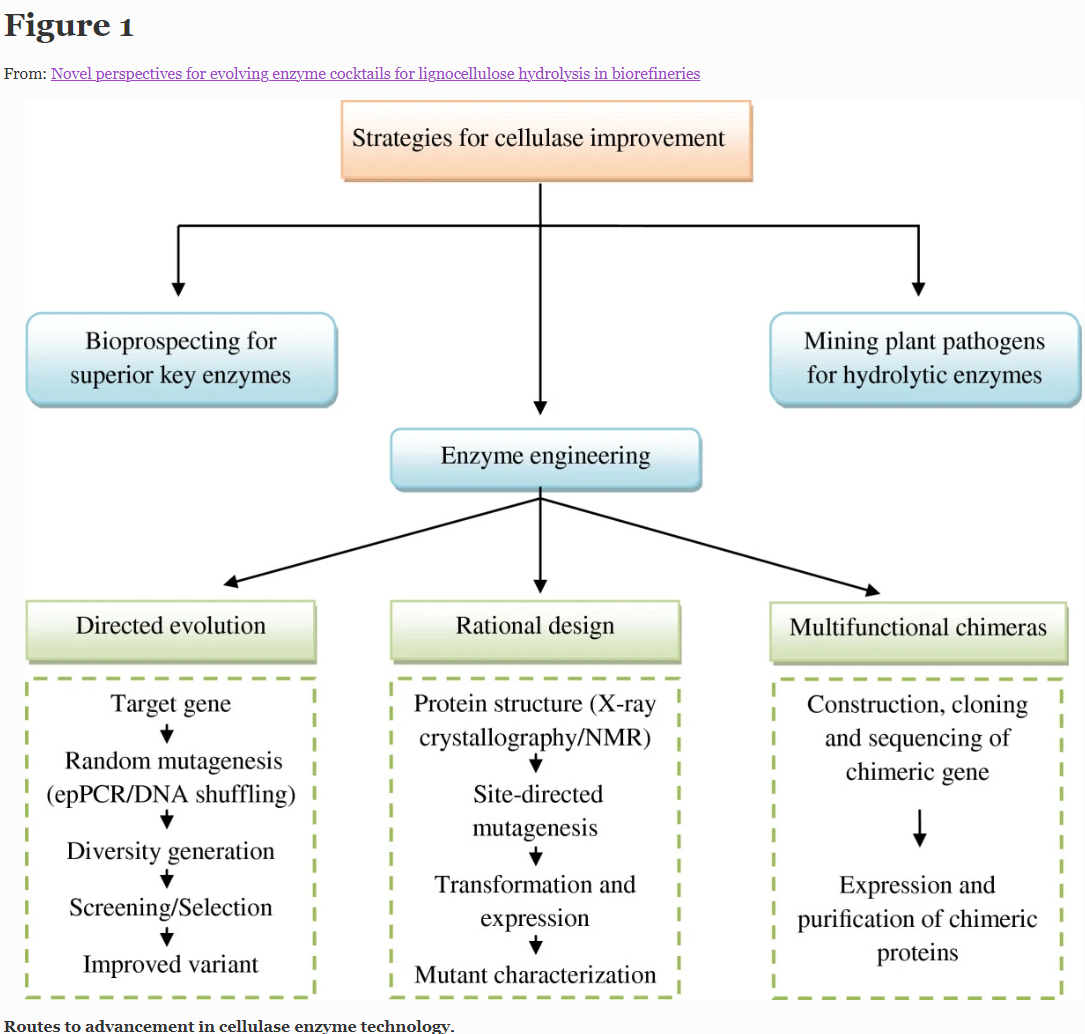 Figure 1
From: Novel perspectives for evolving enzyme cocktails for lignocellulose hydrolysis in biorefineries
Strategies for cellulase improvement
Bioprospecting for
superior key enzymes
Mining plant pathogens
for hydrolytic enzymes
Enzyme engineering
Directed evolution
Rational design
Multifunctional chimeras
Target gene
Random mutagenesis
(epPCR/DNA shuffling)
Diversity generation
Screening/Selection
Improved variant
Protein structure (X-ray
crystallography/NMR)
Site-directed
mutagenesis
Transformation and
expression
Mutant characterization
Construction, cloning
and sequencing of
chimeric gene
Expression and
purification of chimeric
proteins
Routes to advancement in cellulase enzyme technology.